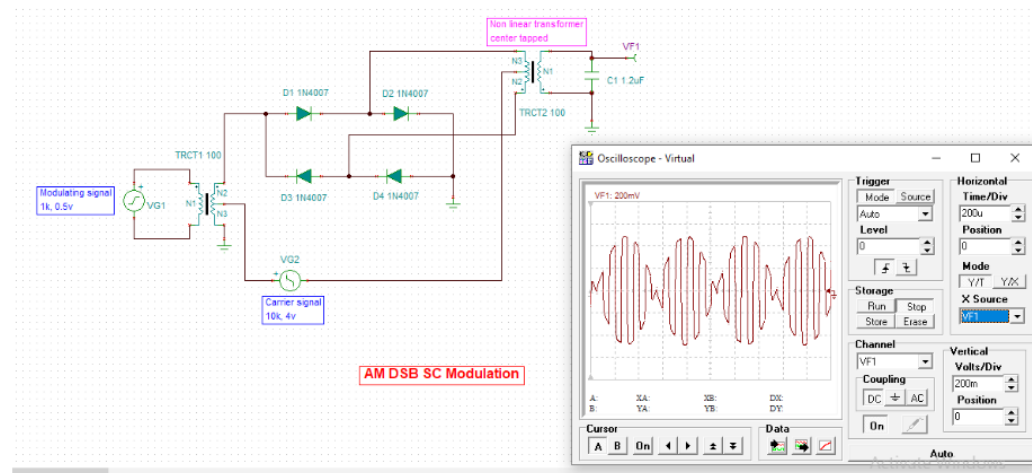 Non linear transformer
center tapped
VF1
N3
N1
N2
C1 1.2uF
D1 1N4007
D2 1N4007
TRCT2 100
TRCT1 100
Modulating signal
1k, 0.5v
+
VG1
N1
N2
N3
D3 1N4007
D4 1N4007
VG2
+
Carrier signal
10k, 4v
AM DSB SC Modulation
Oscilloscope - Virtual
VF1: 200mV
A: XA: XB: DX:
B: YA: YB: DY:
Trigger
Mode Source
Auto
Level
0
Storage
Run Stop
Store Erase
Horizontal
Time/Div
200u
Position
0
Mode
Y/T Y/X
X Source
VF1
Channel
VF1
Coupling
DC AC
On
Vertical
Volts/Div
200m
Position
0
Cursor
A B On
Data
Auto
Activate Windows